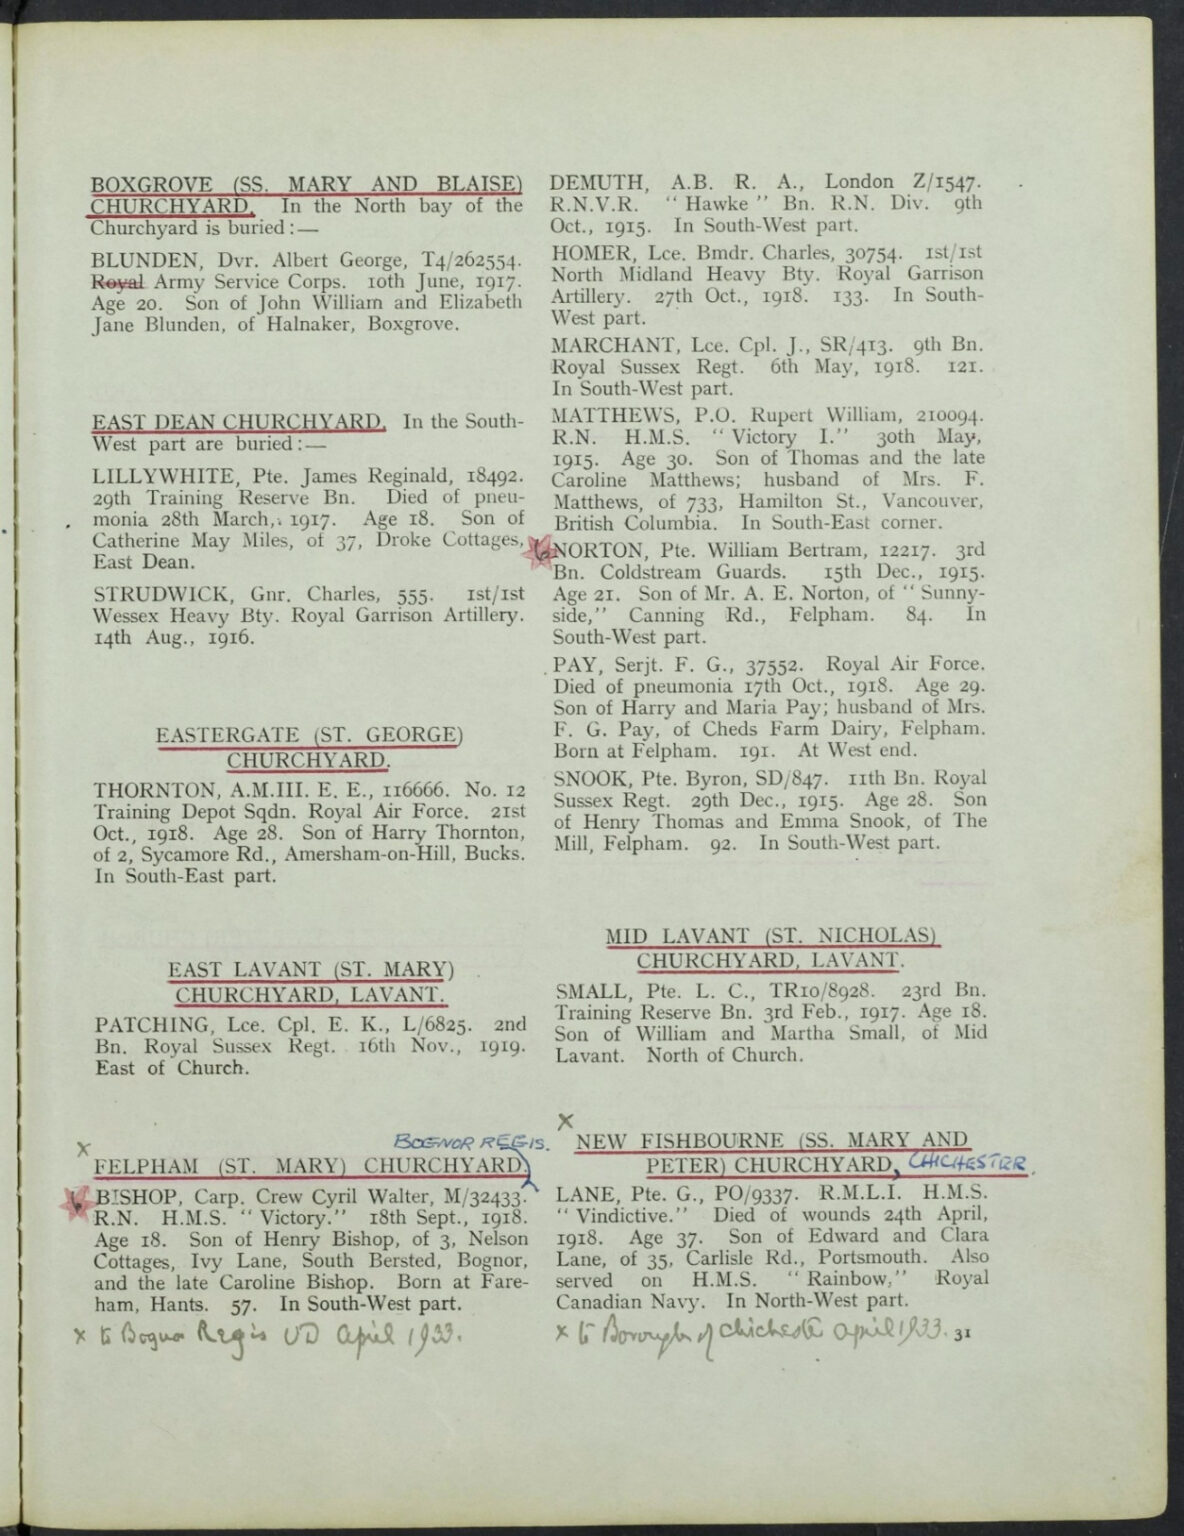 BOXGROVE (SS. MARY AND BLAISE)
CHURCHYARD. In the North bay of the
Churchyard is buried:—
BLUNDEN, Dvr. Albert George, T4/262554.
Royal Army Service Corps. 10th June, 1917.
Age 20. Son of John William and Elizabeth
Jane Blunden, of Halnaker, Boxgrove.
EAST DEAN CHURCHYARD. In the South-
West part are buried:—
LILLYWHITE, Pte. James Reginald, 18492.
29th Training Reserve Bn. Died of pneu-
monia 28th March, 1917. Age 18. Son of
Catherine May Miles, of 37, Droke Cottages,
East Dean.
STRUDWICK, Gnr. Charles, 555. 1st/1st
Wessex Heavy Bty. Royal Garrison Artillery.
14th Aug., 1916.
EASTERGATE (ST. GEORGE)
CHURCHYARD.
THORNTON, A.M.III. E. E., 116666. No. 12
Training Depot Sqdn. Royal Air Force. 21st
Oct., 1918. Age 28. Son of Harry Thornton,
of 2, Sycamore Rd., Amersham-on-Hill, Bucks.
In South-East part.
EAST LAVANT (ST. MARY)
CHURCHYARD, LAVANT.
PATCHING, Lce. Cpl. E. K., L/6825. 2nd
Bn. Royal Sussex Regt. 16th Nov., 1919.
East of Church.
x BOGNOR REGIS.
FELPHAM (ST. MARY) CHURCHYARD,
BISHOP, Carp. Crew Cyril Walter, M/32433.
R.N. H.M.S. "Victory." 18th Sept., 1918.
Age 18. Son of Henry Bishop, of 3, Nelson
Cottages, Ivy Lane, South Bersted, Bognor,
and the late Caroline Bishop. Born at Fare-
ham, Hants. 57. In South-West part.
x to Bognor Regis UD April 1933.
DEMUTH, A.B. R. A., London Z/1547.
R.N.V.R. "Hawke" Bn. R.N. Div. 9th
Oct., 1915. In South-West part.
HOMER, Lce. Bmdr. Charles, 30754. 1st/1st
North Midland Heavy Bty. Royal Garrison
Artillery. 27th Oct., 1918. 133. In South-
West part.
MARCHANT, Lce. Cpl. J., SR/413. 9th Bn.
Royal Sussex Regt. 6th May, 1918. 121.
In South-West part.
MATTHEWS, P.O. Rupert William, 210094.
R.N. H.M.S. "Victory I." 30th May,
1915. Age 30. Son of Thomas and the late
Caroline Matthews; husband of Mrs. F.
Matthews, of 733, Hamilton St., Vancouver,
British Columbia. In South-East corner.
NORTON, Pte. William Bertram, 12217. 3rd
Bn. Coldstream Guards. 15th Dec., 1915.
Age 21. Son of Mr. A. E. Norton, of "Sunny-
side," Canning Rd., Felpham. 84. In
South-West part.
PAY, Serjt. F. G., 37552. Royal Air Force.
Died of pneumonia 17th Oct., 1918. Age 29.
Son of Harry and Maria Pay; husband of Mrs.
F. G. Pay, of Cheds Farm Dairy, Felpham.
Born at Felpham. 191. At West end.
SNOOK, Pte. Byron, SD/847. 11th Bn. Royal
Sussex Regt. 29th Dec., 1915. Age 28. Son
of Henry Thomas and Emma Snook, of The
Mill, Felpham. 92. In South-West part.
MID LAVANT (ST. NICHOLAS)
CHURCHYARD, LAVANT.
SMALL, Pte. L. C., TR10/8928. 23rd Bn.
Training Reserve Bn. 3rd Feb., 1917. Age 18.
Son of William and Martha Small, of Mid
Lavant. North of Church.
x
NEW FISHBOURNE (SS. MARY AND
PETER) CHURCHYARD, CHICHESTER.
LANE, Pte. G., PO/9337. R.M.L.I. H.M.S.
"Vindictive." Died of wounds 24th April,
1918. Age 37. Son of Edward and Clara
Lane, of 35, Carlisle Rd., Portsmouth. Also
served on H.M.S. "Rainbow," Royal
Canadian Navy. In North-West part.
x to Borough of Chichester April 1933.
31